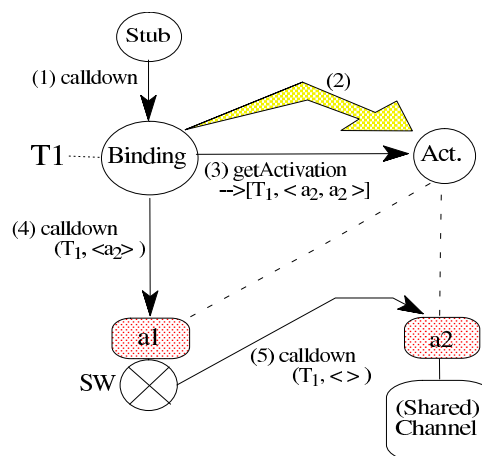 Stub
(1) calldown
(2)
T1
Binding
Act.
(3) getActivation
-->[T1, < a2, a2 >]
(4) calldown
(T1, <a2> )
a1
a2
SW
(5) calldown
(T1, < > )
(Shared)
Channel